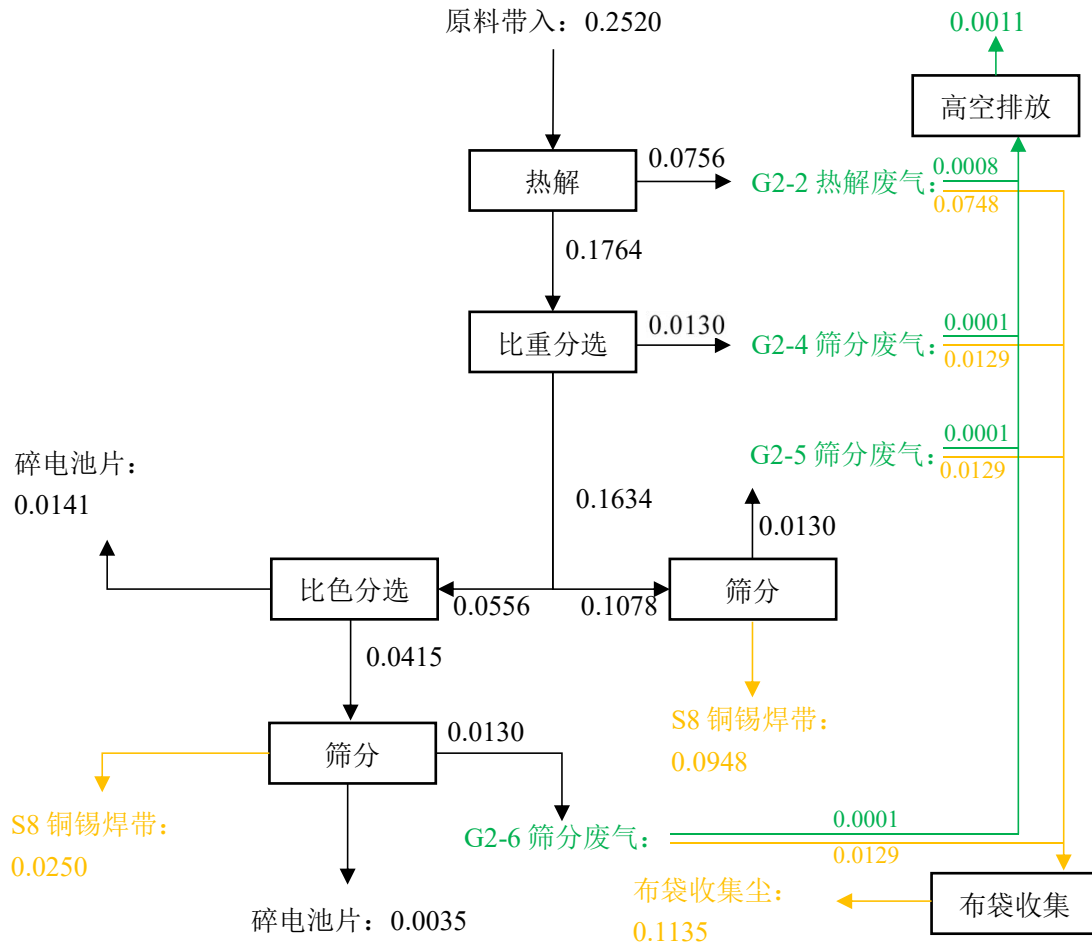 原料带入：0.2520
0.0011
高空排放
热解
0.0756
G2-2 热解废气：
0.0008
0.0748
0.1764
比重分选
0.0130
G2-4 筛分废气：
0.0001
0.0129
G2-5 筛分废气：
0.0001
0.0129
碎电池片：
0.0141
0.1634
0.0130
比色分选
0.0556
0.1078
筛分
0.0415
S8 铜锡焊带：
0.0948
筛分
0.0130
S8 铜锡焊带：
0.0250
G2-6 筛分废气：
0.0001
0.0129
碎电池片：0.0035
布袋收集尘：
0.1135
布袋收集